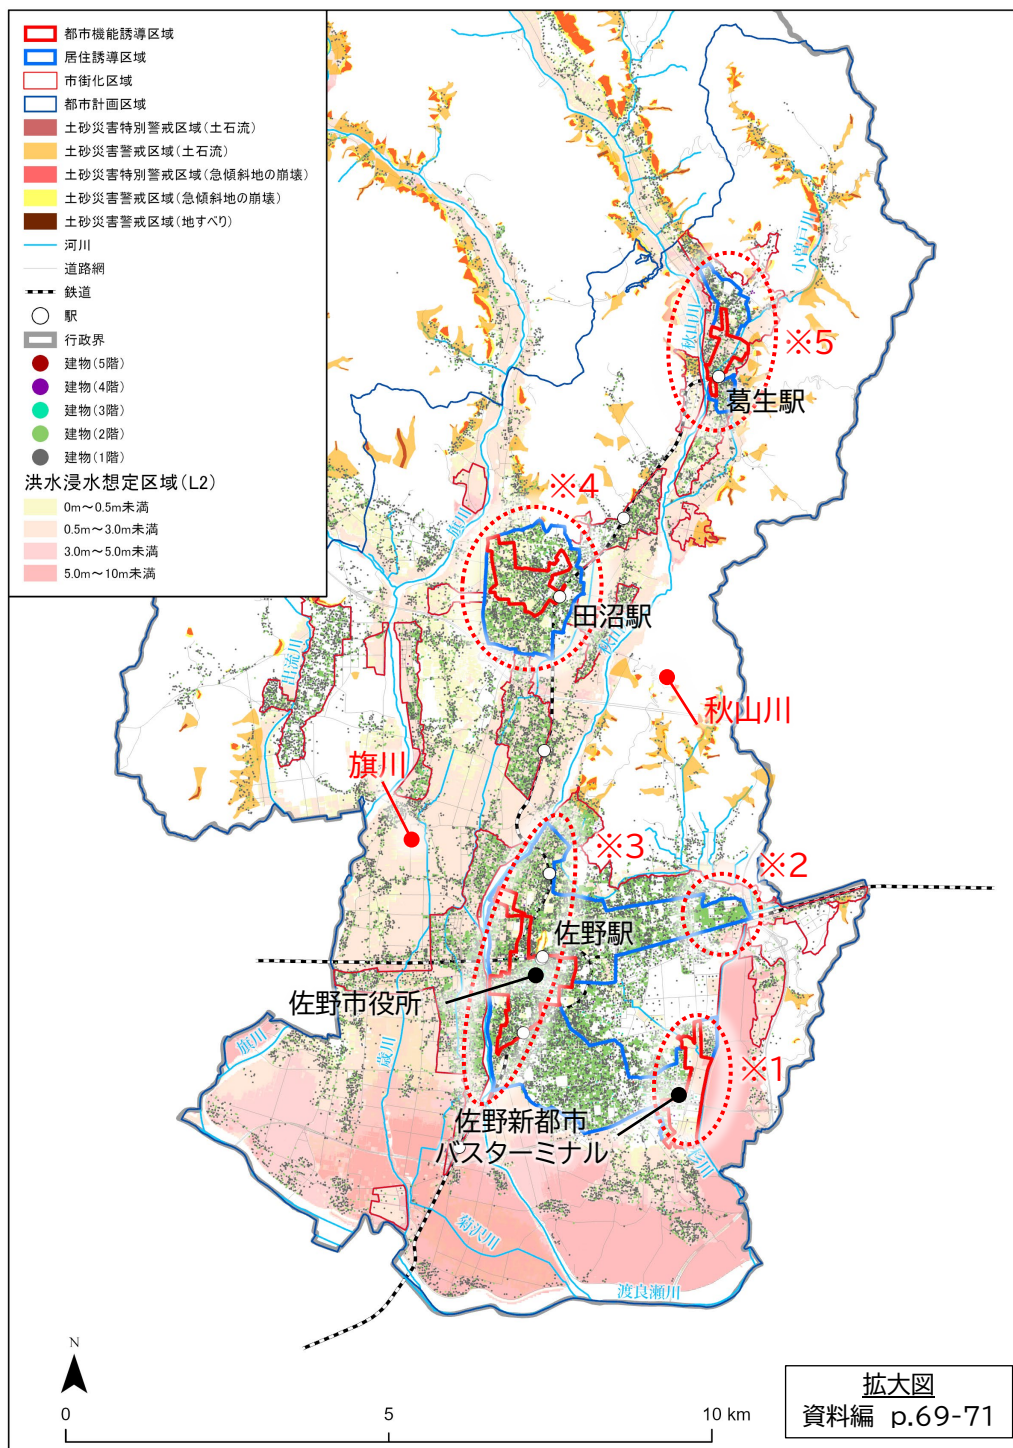 都市機能誘導区域
居住誘導区域
市街化区域
都市計画区域
土砂災害特別警戒区域(土石流)
土砂災害警戒区域(土石流)
土砂災害特別警戒区域(急傾斜地の崩壊)
土砂災害警戒区域(急傾斜地の崩壊)
土砂災害警戒区域(地すべり)
河川
道路網
鉄道
駅
行政界
建物(5階)
建物(4階)
建物(3階)
建物(2階)
建物(1階)
洪水浸水想定区域(L2)
0m～0.5m未満
0.5m～3.0m未満
3.0m～5.0m未満
5.0m～10m未満
小曽戸川
秋山川
※5
葛生駅
※4
旗川
田沼駅
出流川
秋山川
旗川
※3
※2
佐野駅
佐野市役所
旗川
※1
佐野新都市
バスターミナル
菊沢川
渡良瀬川
N
0
5
10 km
拡大図
資料編 p.69-71